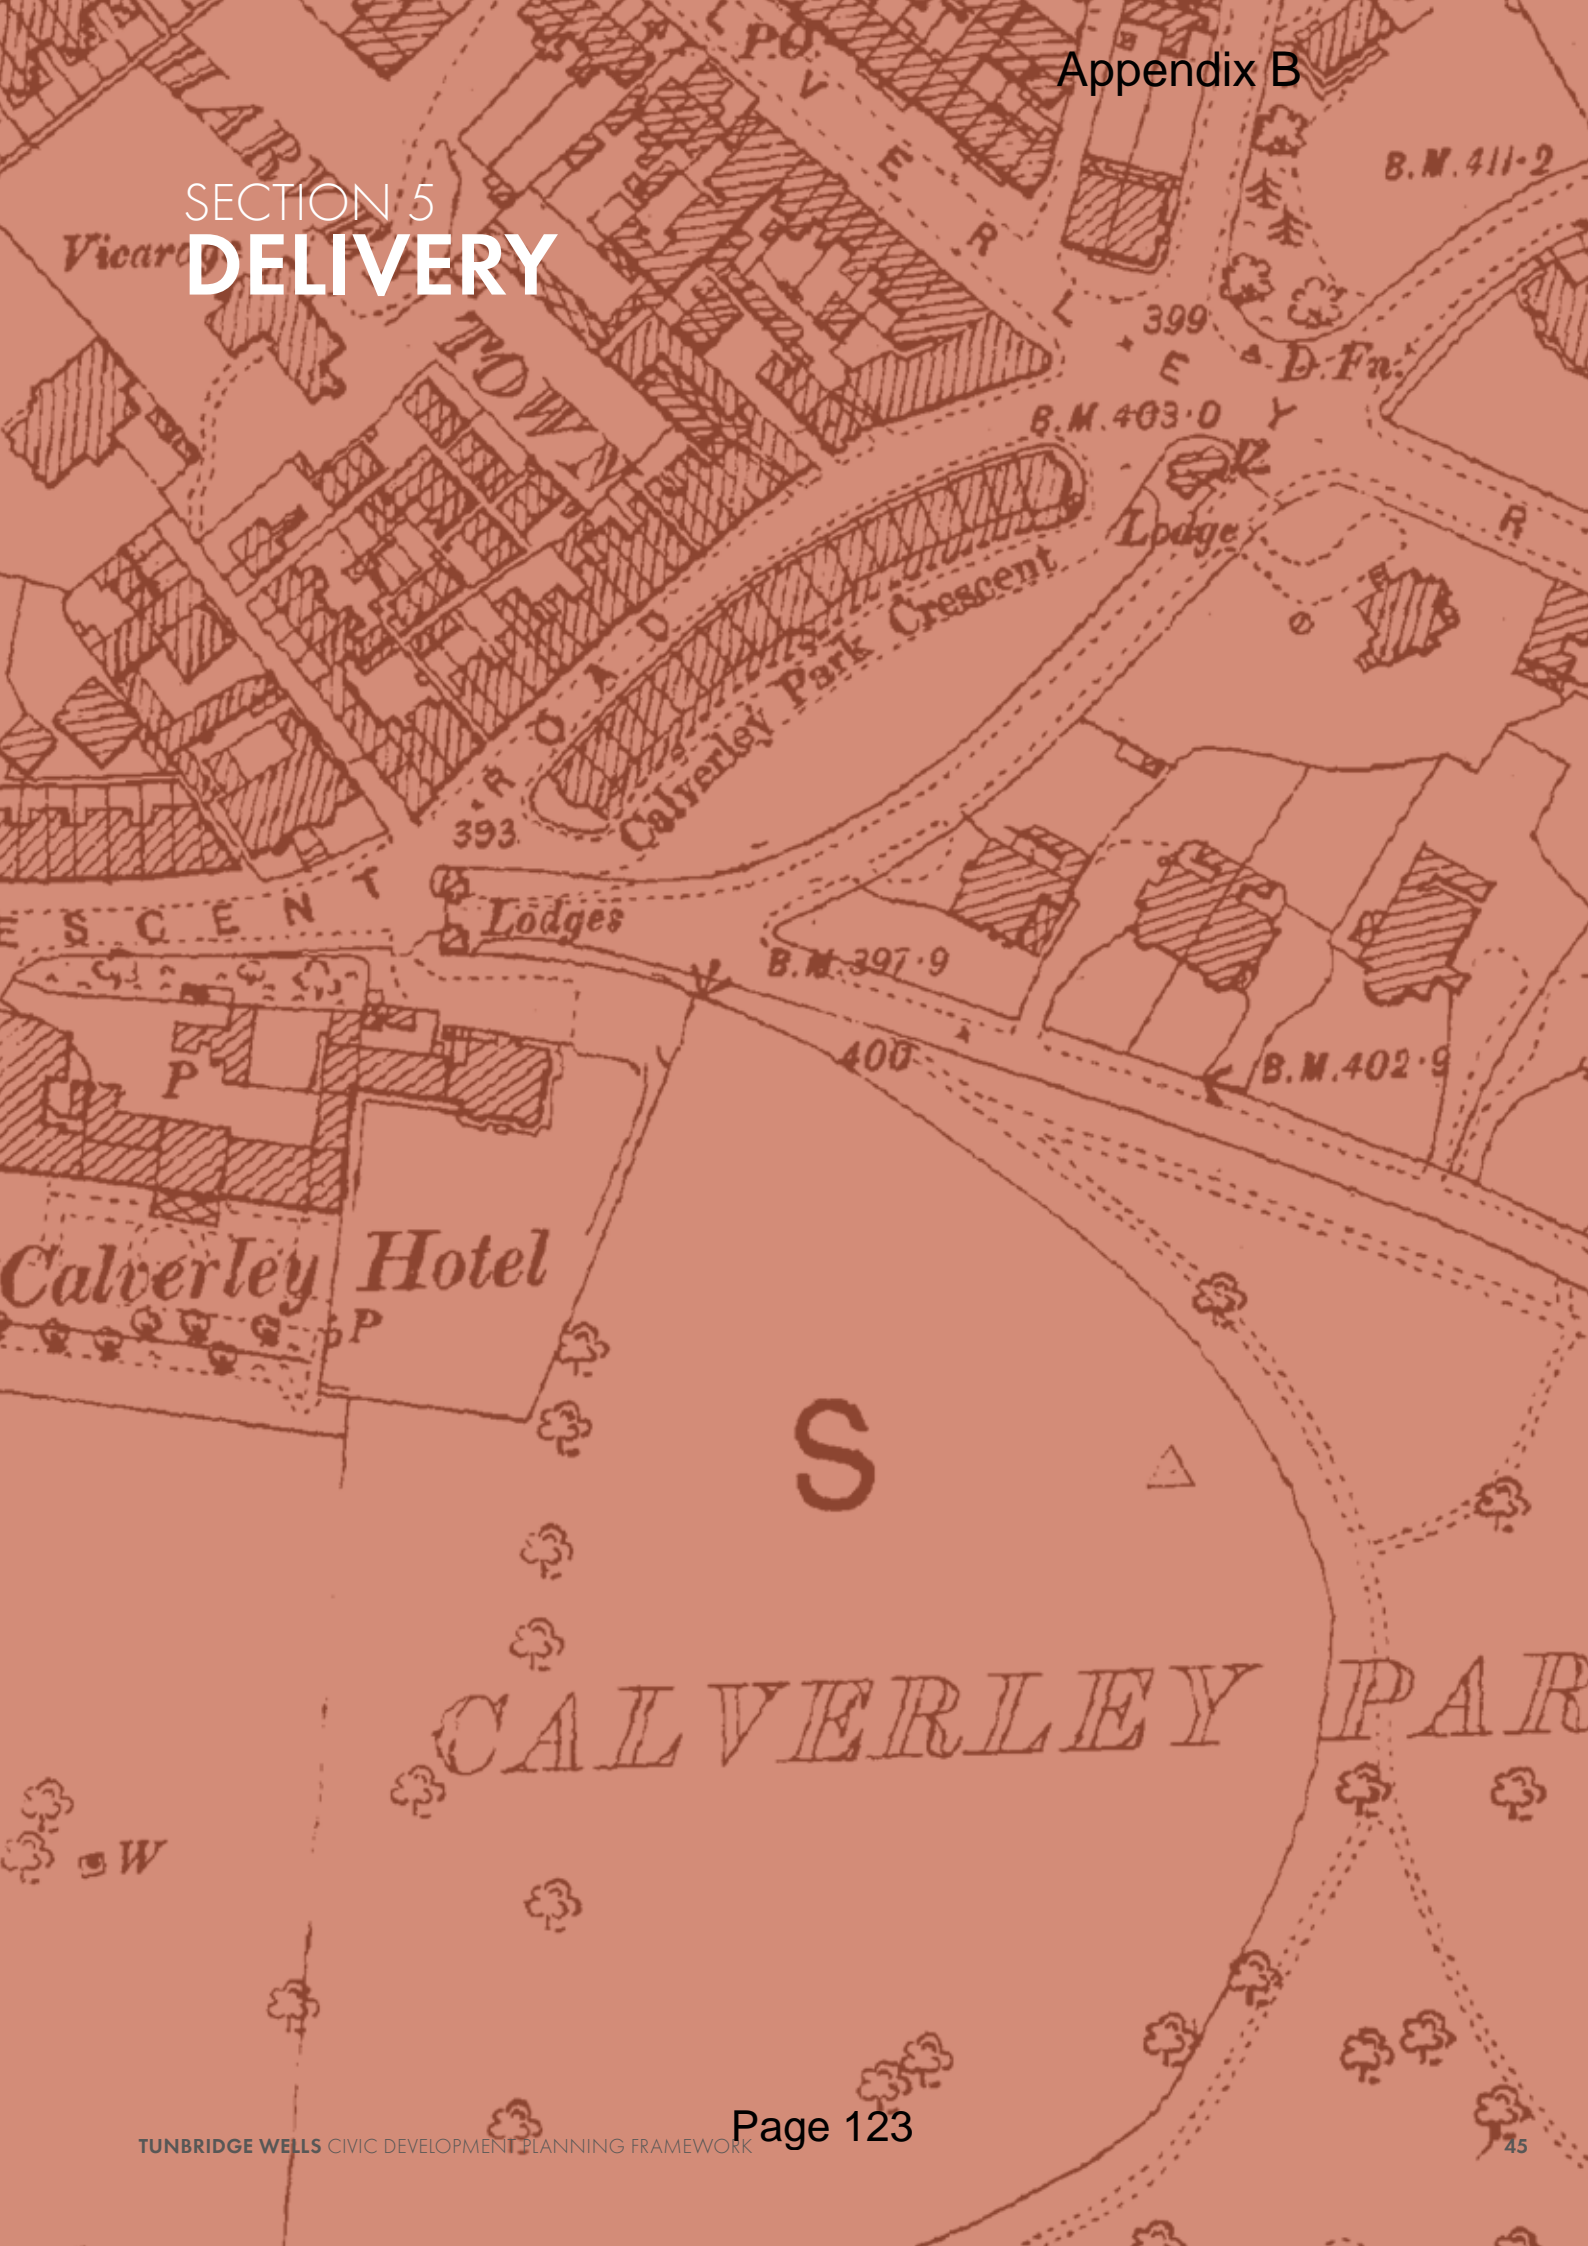 Appendix B
P.O.
V
E
R
L
E
Y
B.M.411·2
SECTION 5
DELIVERY
TOWN
399
D.Fn.
B.M.403·0
Lodge
R
R O A D
Calverley Park Crescent
393
E S C E N T
Lodges
B.M.397·9
400
B.M.402·9
P
Calverley Hotel
P
S
CALVERLEY PAR
W
Page 123
TUNBRIDGE WELLS CIVIC DEVELOPMENT PLANNING FRAMEWORK
45